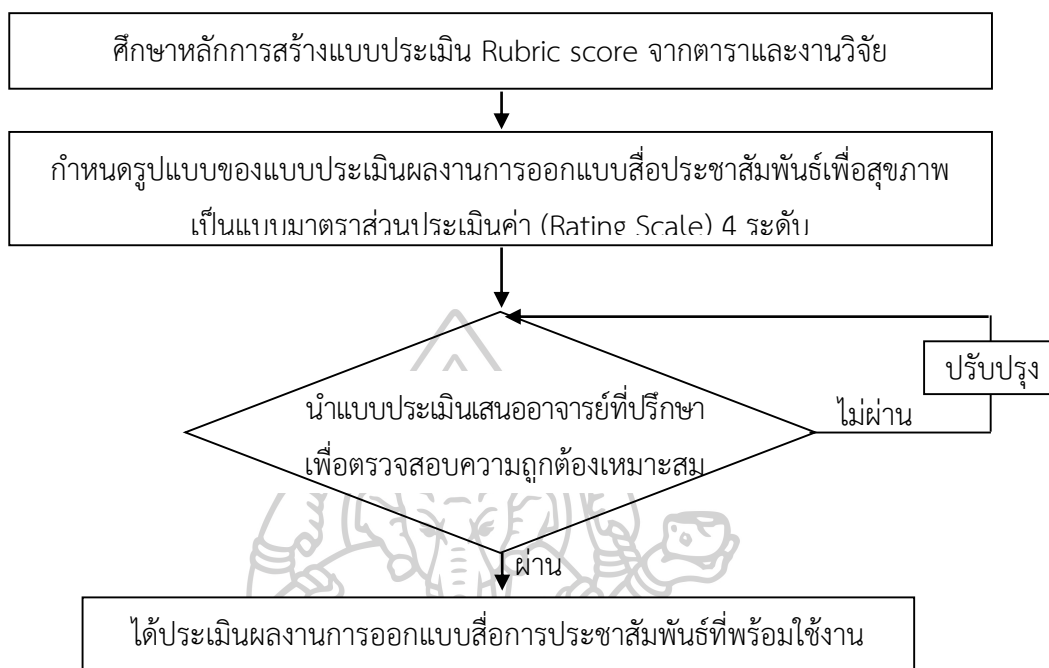 ศึกษาหลักการสร้างแบบประเมิน Rubric score จากตาราและงานวิจัย
กำหนดรูปแบบของแบบประเมินผลงานการออกแบบสื่อประชาสัมพันธ์เพื่อสุขภาพ
เป็นแบบมาตราส่วนประเมินค่า (Rating Scale) 4 ระดับ
ปรับปรุง
นำแบบประเมินเสนออาจารย์ที่ปรึกษา
ไม่ผ่าน
เพื่อตรวจสอบความถูกต้องเหมาะสม
ผ่าน
ได้ประเมินผลงานการออกแบบสื่อการประชาสัมพันธ์ที่พร้อมใช้งาน